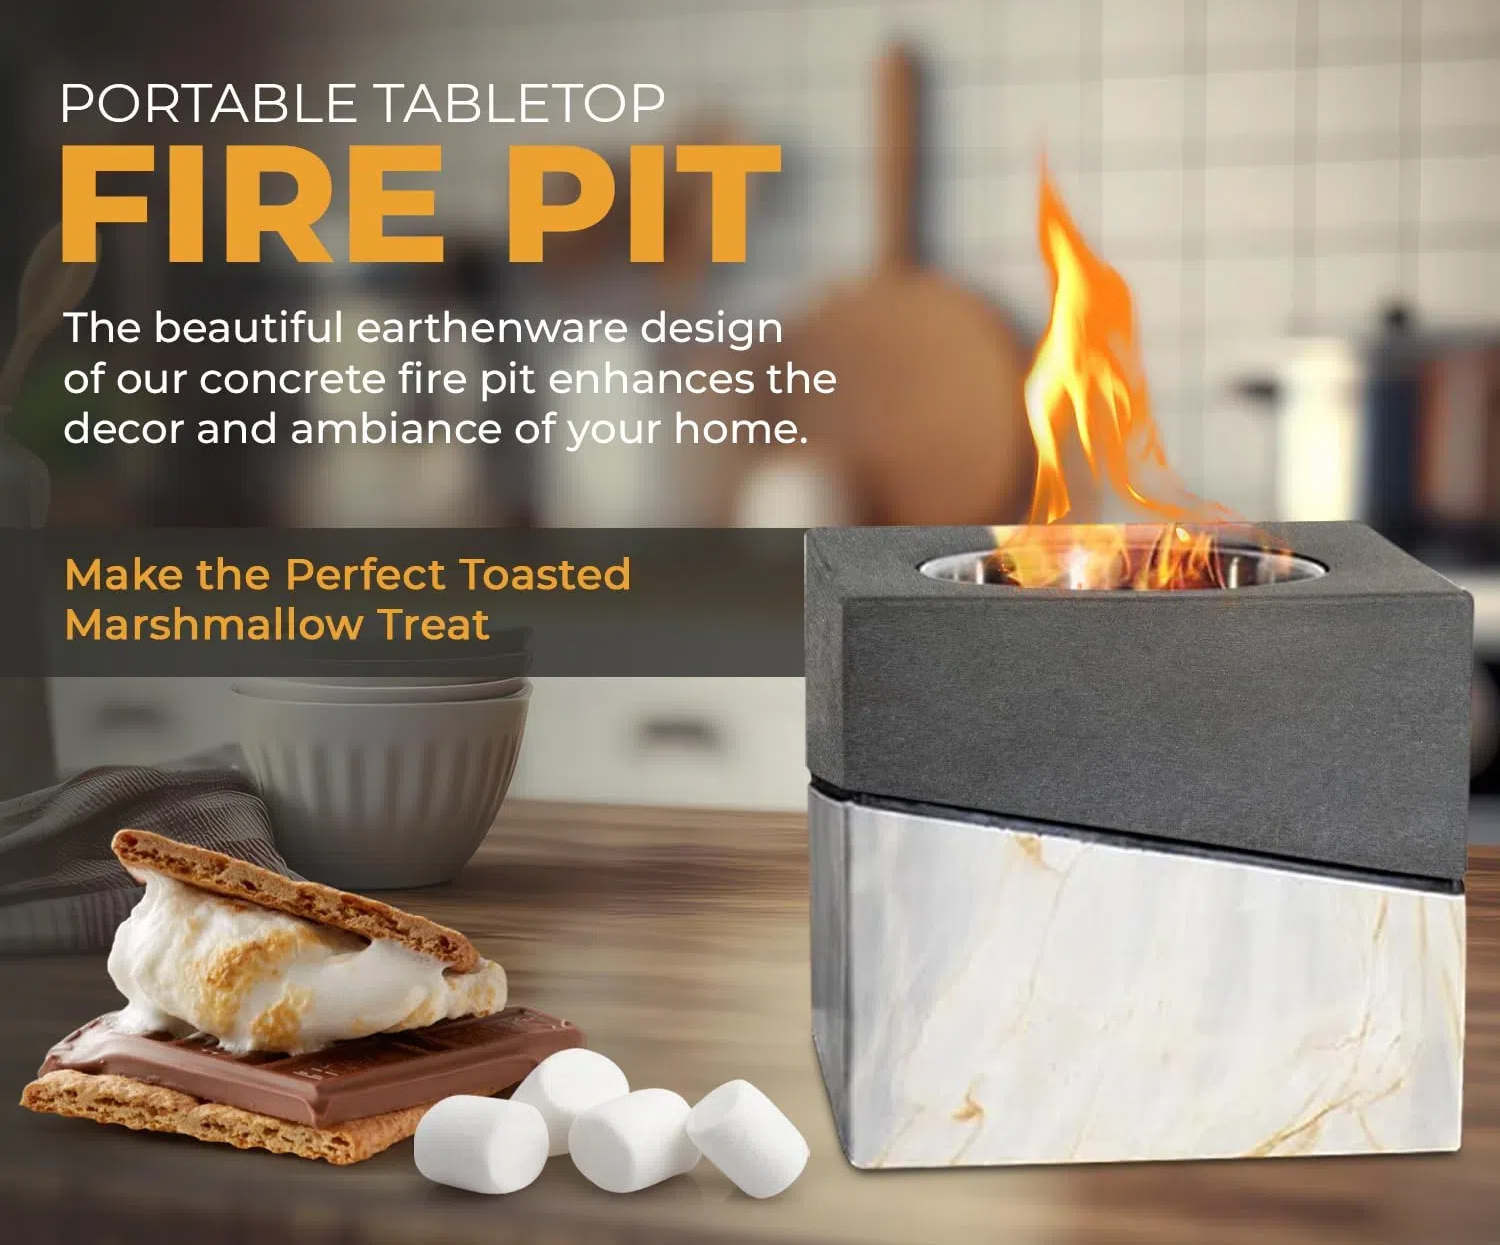 PORTABLE TABLETOP
FIRE PIT
The beautiful earthenware design
of our concrete fire pit enhances the
decor and ambiance of your home.
Make the Perfect Toasted
Marshmallow Treat